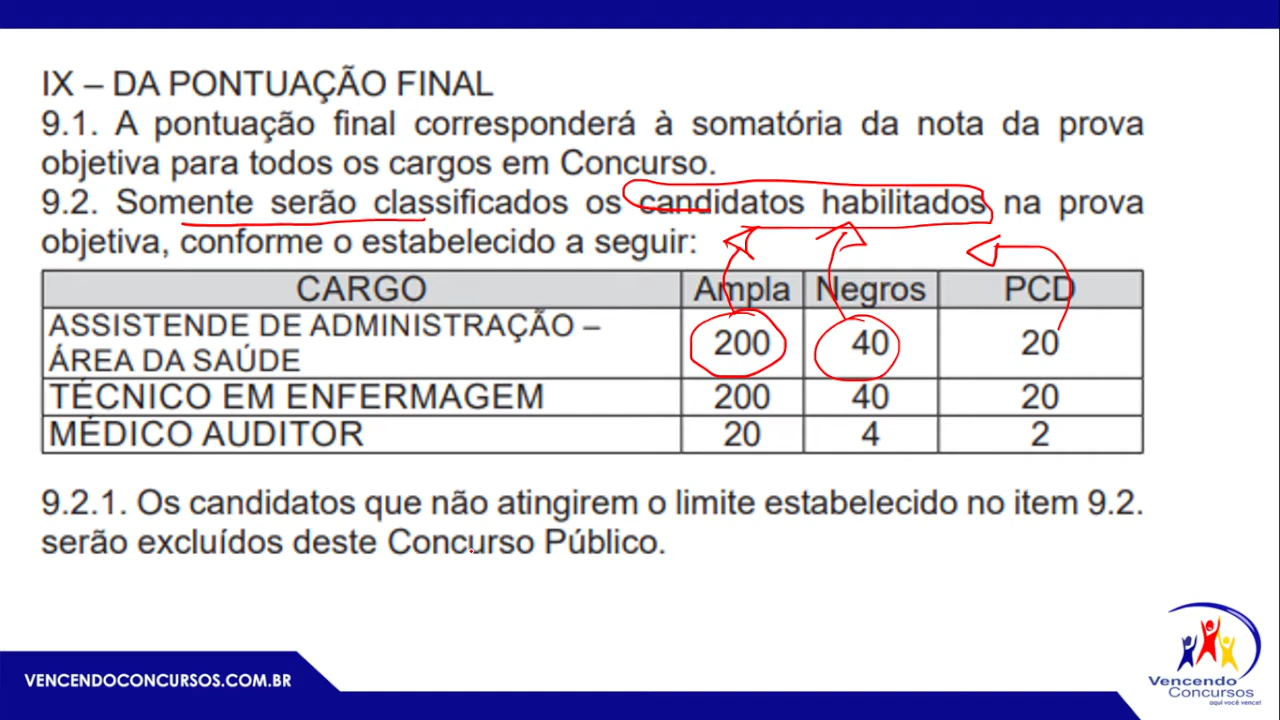 IX – DA PONTUAÇÃO FINAL
9.1. A pontuação final corresponderá à somatória da nota da prova
objetiva para todos os cargos em Concurso.
9.2. Somente serão classificados os candidatos habilitados na prova
objetiva, conforme o estabelecido a seguir:
CARGO Ampla Negros PCD
ASSISTENDE DE ADMINISTRAÇÃO –
ÁREA DA SAÚDE 200 40 20
TÉCNICO EM ENFERMAGEM 200 40 20
MÉDICO AUDITOR 20 4 2
9.2.1. Os candidatos que não atingirem o limite estabelecido no item 9.2.
serão excluídos deste Concurso Público.
VENCENDOCONCURSOS.COM.BR
Vencendo
Concursos
aqui você vence!